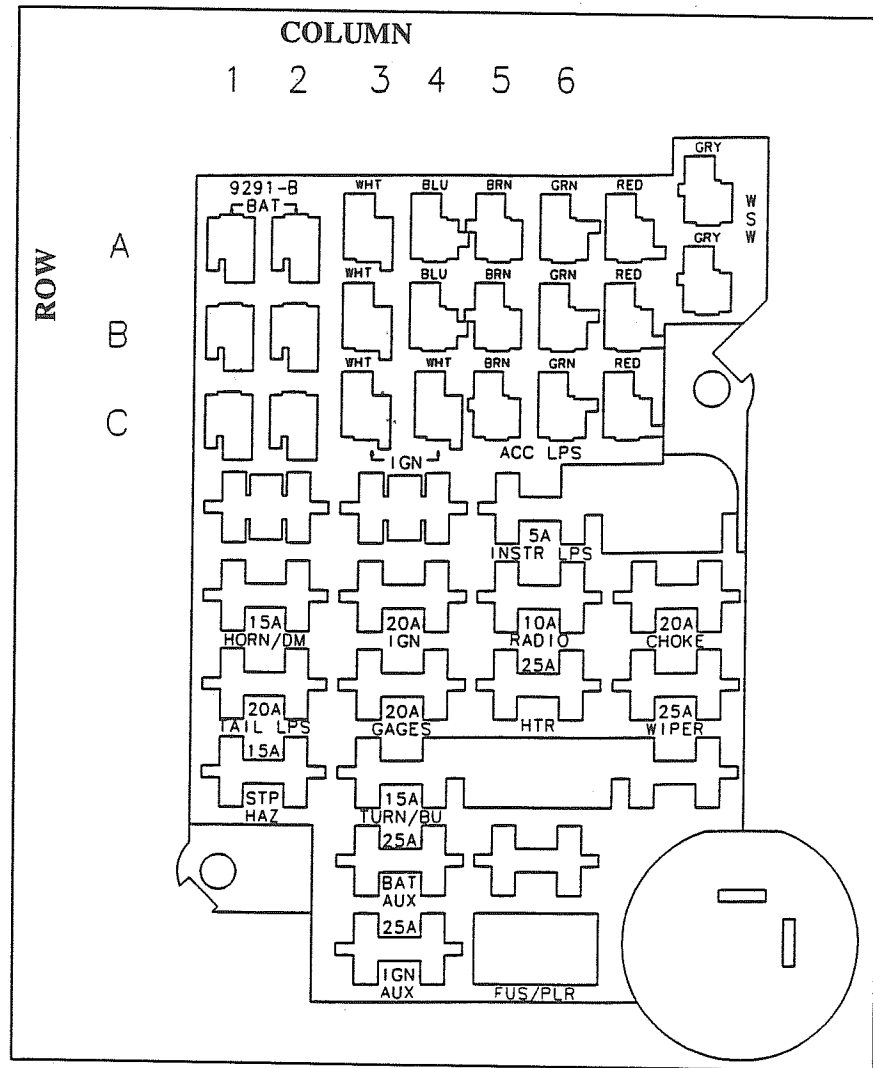 COLUMN
1 2 3 4 5 6
ROW
A
B
C
9291-B
BAT
WHT BLU BRN GRN RED GRY
WSW
GRY
WHT BLU BRN GRN RED
WHT WHT BRN GRN RED
IGN
ACC LPS
5A
INSTR LPS
15A 20A 10A 20A
HORN/DM IGN RADIO CHOKE
25A
20A 20A 25A
TAIL LPS GAGES HTR WIPER
15A
STP
HAZ
15A
TURN/BU
25A
BAT
AUX
25A
IGN
AUX
FUS/PLR